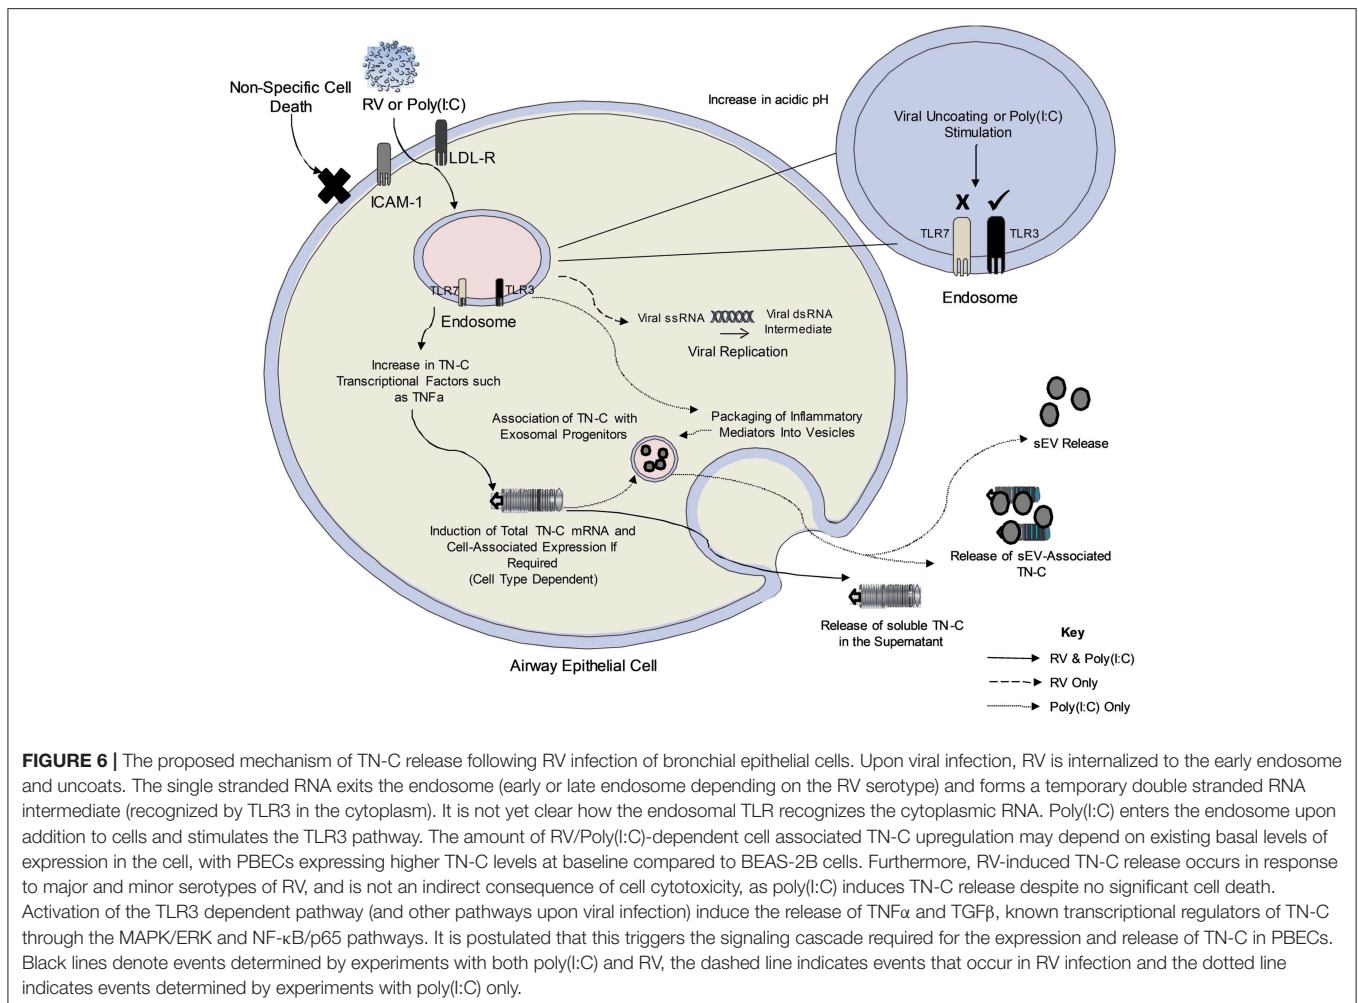 Non-Specific Cell
Death
RV or Poly(I:C)
LDL-R
ICAM-1
Increase in acidic pH
Viral Uncoating or Poly(I:C)
Stimulation
TLR7
TLR3
Endosome
TLR7
TLR3
Endosome
Viral ssRNA
Viral dsRNA
Intermediate
Viral Replication
Increase in TN-C
Transcriptional Factors such
as TNFa
Association of TN-C with
Exosomal Progenitors
Packaging of Inflammatory
Mediators Into Vesicles
sEV Release
Induction of Total TN-C mRNA and
Cell-Associated Expression If
Required
(Cell Type Dependent)
Release of sEV-Associated
TN-C
Release of soluble TN-C
in the Supernatant
Airway Epithelial Cell
Key
RV & Poly(I:C)
RV Only
Poly(I:C) Only
FIGURE 6 | The proposed mechanism of TN-C release following RV infection of bronchial epithelial cells. Upon viral infection, RV is internalized to the early endosome
and uncoats. The single stranded RNA exits the endosome (early or late endosome depending on the RV serotype) and forms a temporary double stranded RNA
intermediate (recognized by TLR3 in the cytoplasm). It is not yet clear how the endosomal TLR recognizes the cytoplasmic RNA. Poly(I:C) enters the endosome upon
addition to cells and stimulates the TLR3 pathway. The amount of RV/Poly(I:C)-dependent cell associated TN-C upregulation may depend on existing basal levels of
expression in the cell, with PBECs expressing higher TN-C levels at baseline compared to BEAS-2B cells. Furthermore, RV-induced TN-C release occurs in response
to major and minor serotypes of RV, and is not an indirect consequence of cell cytotoxicity, as poly(I:C) induces TN-C release despite no significant cell death.
Activation of the TLR3 dependent pathway (and other pathways upon viral infection) induce the release of TNFα and TGFβ, known transcriptional regulators of TN-C
through the MAPK/ERK and NF-κB/p65 pathways. It is postulated that this triggers the signaling cascade required for the expression and release of TN-C in PBECs.
Black lines denote events determined by experiments with both poly(I:C) and RV, the dashed line indicates events that occur in RV infection and the dotted line
indicates events determined by experiments with poly(I:C) only.